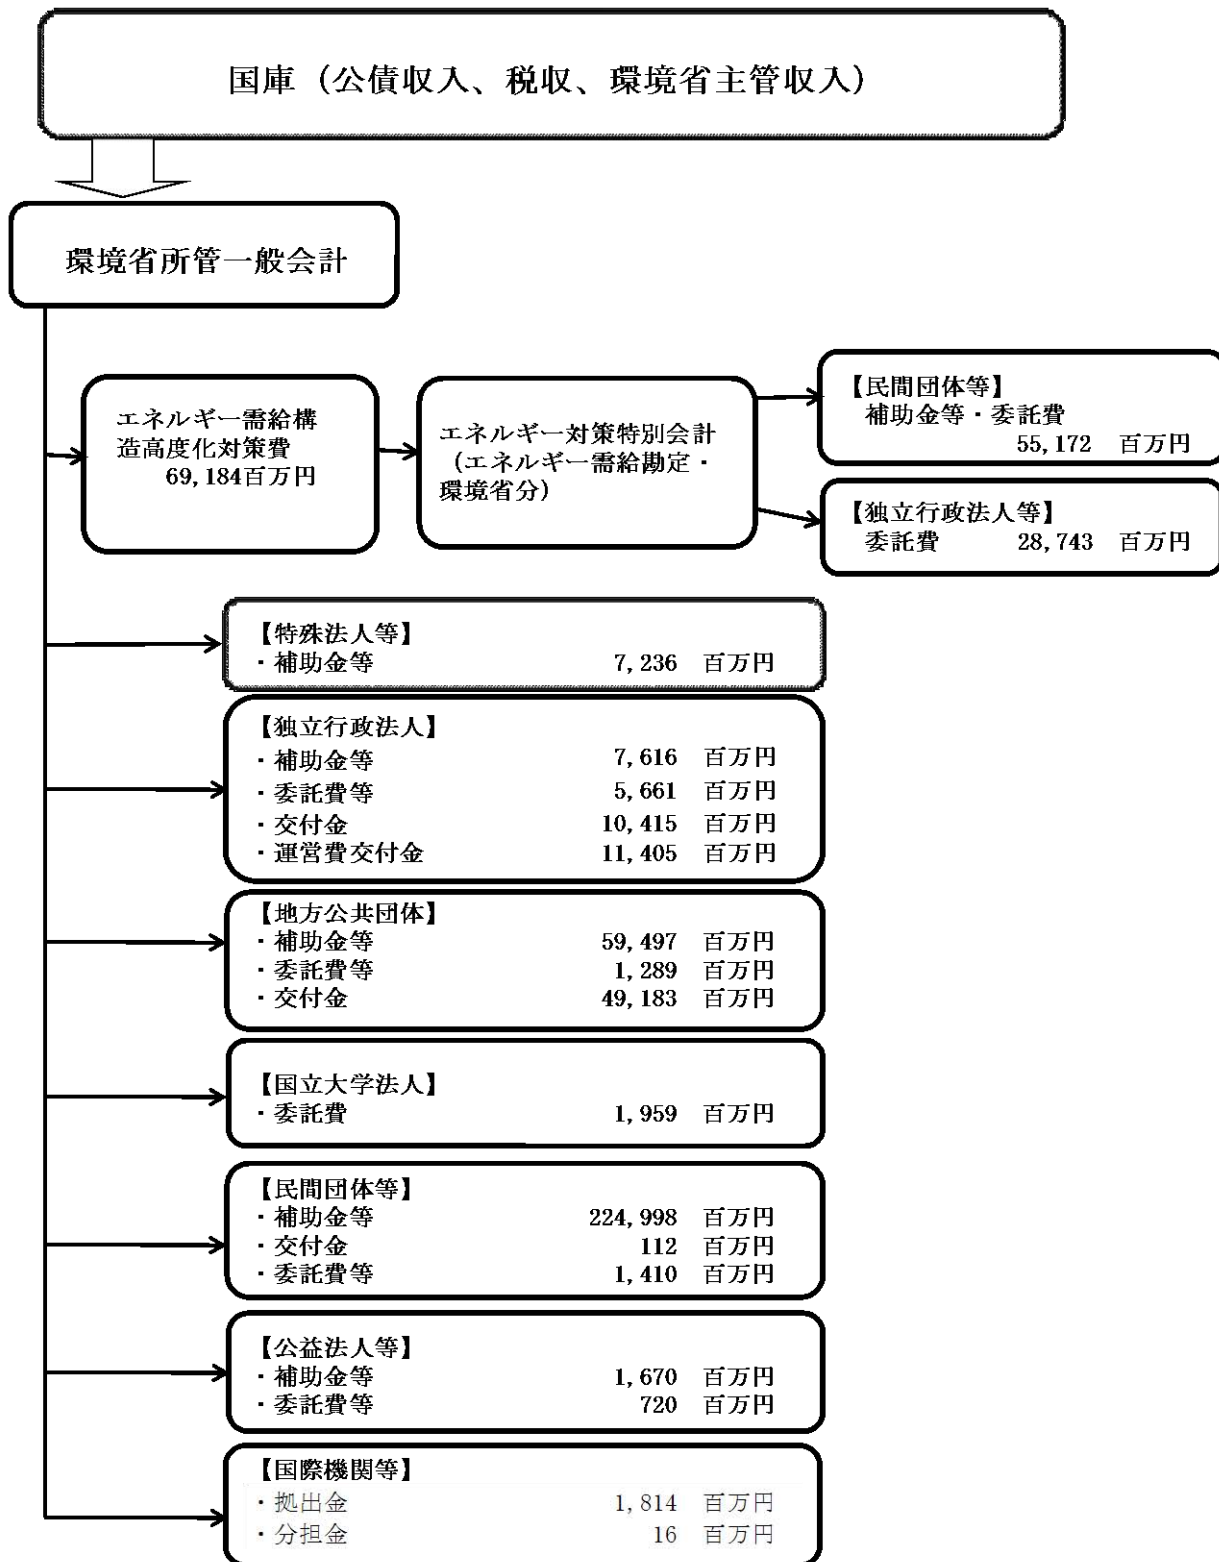 国庫（公債収入、税収、環境省主管収入）
環境省所管一般会計
エネルギー需給構
造高度化対策費
69,184百万円
エネルギー対策特別会計
（エネルギー需給勘定・
環境省分）
【民間団体等】
補助金等・委託費
55,172 百万円
【独立行政法人等】
委託費 28,743 百万円
【特殊法人等】
・補助金等 7,236 百万円
【独立行政法人】
・補助金等 7,616 百万円
・委託費等 5,661 百万円
・交付金 10,415 百万円
・運営費交付金 11,405 百万円
【地方公共団体】
・補助金等 59,497 百万円
・委託費等 1,289 百万円
・交付金 49,183 百万円
【国立大学法人】
・委託費 1,959 百万円
【民間団体等】
・補助金等 224,998 百万円
・交付金 112 百万円
・委託費等 1,410 百万円
【公益法人等】
・補助金等 1,670 百万円
・委託費等 720 百万円
【国際機関等】
・拠出金 1,814 百万円
・分担金 16 百万円